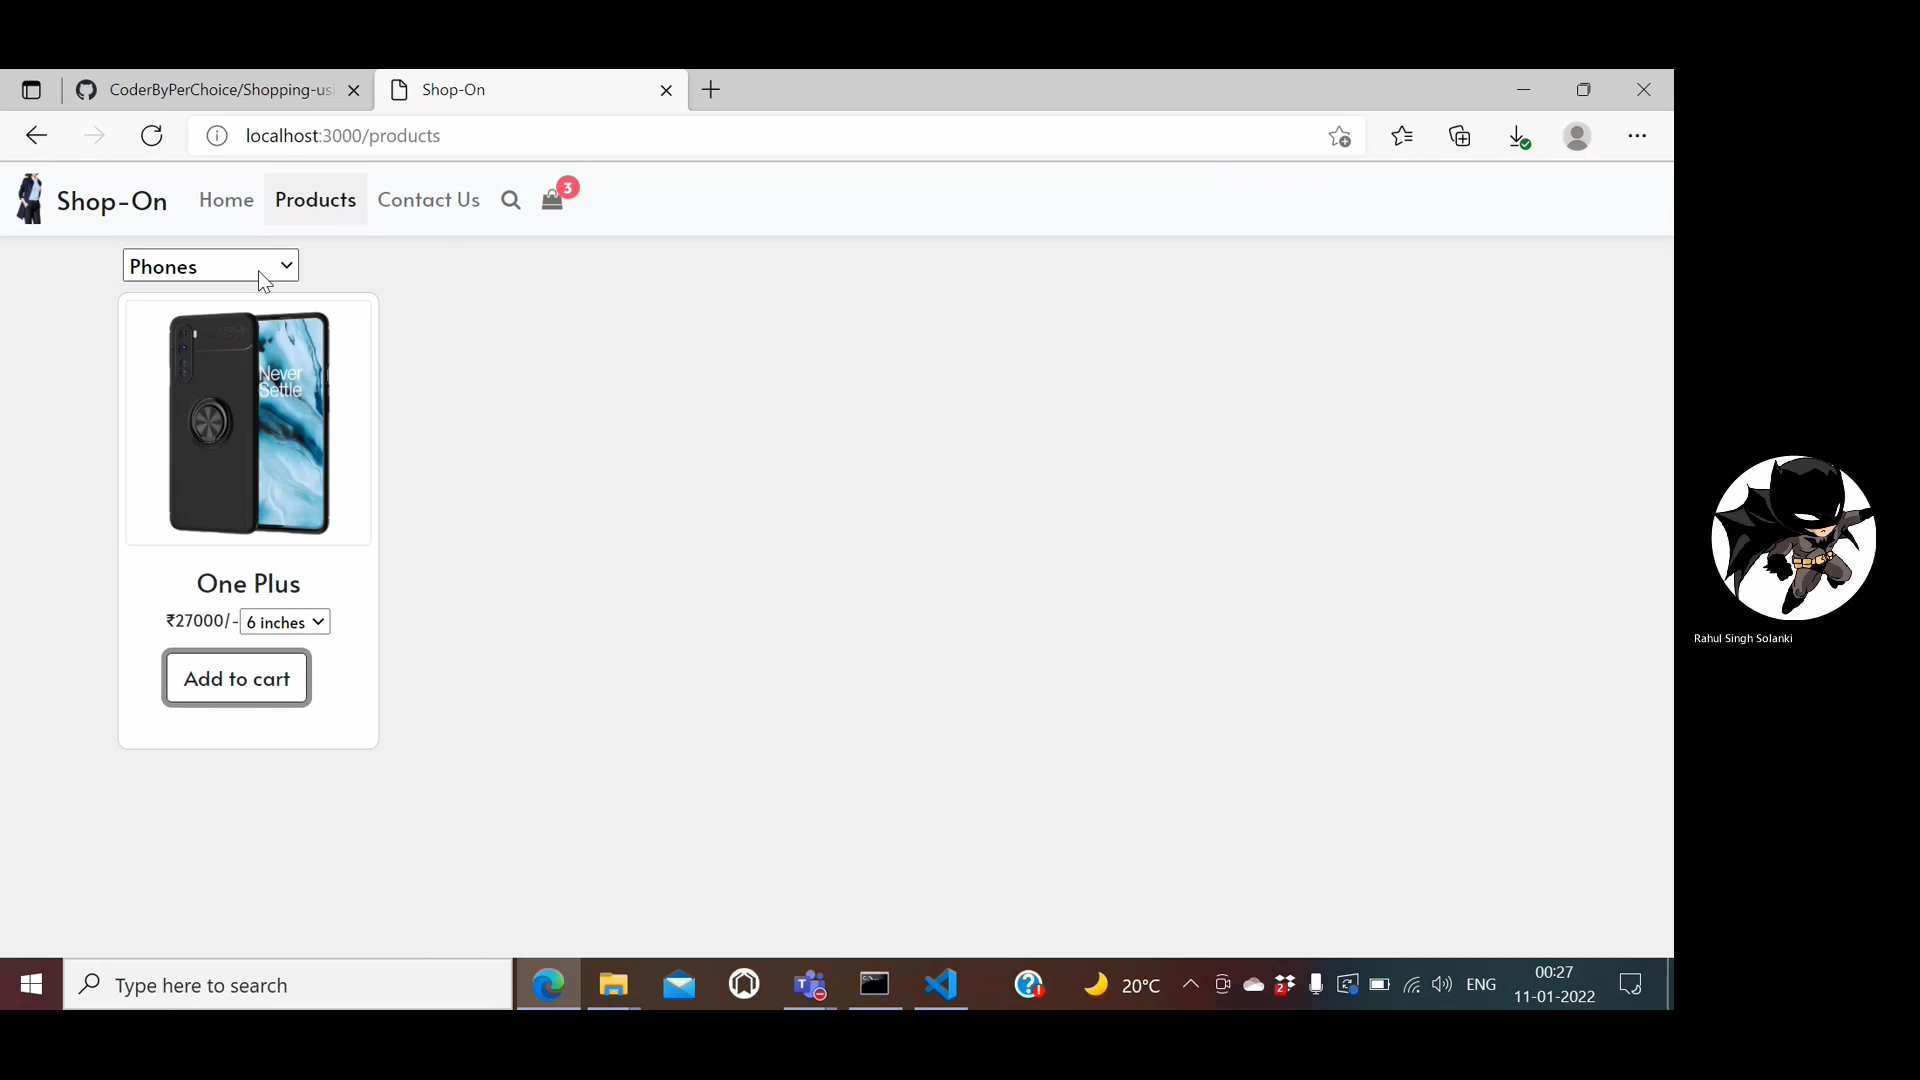 CoderByPerChoice/Shopping-usi
Shop-On
localhost:3000/products
Shop-On
Home
Products
Contact Us
3
Phones
Never
Settle
One Plus
₹27000/-
6 inches
Add to cart
Rahul Singh Solanki
Type here to search
20°C
2
ENG
00:27
11-01-2022